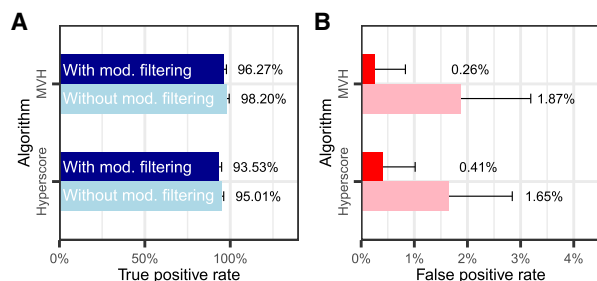 A
Algorithm
MVH
Hyperscore
With mod. filtering
96.27%
Without mod. filtering
98.20%
With mod. filtering
93.53%
Without mod. filtering
95.01%
0%
50%
100%
True positive rate
B
Algorithm
MVH
Hyperscore
0.26%
1.87%
0.41%
1.65%
0%
1%
2%
3%
4%
False positive rate